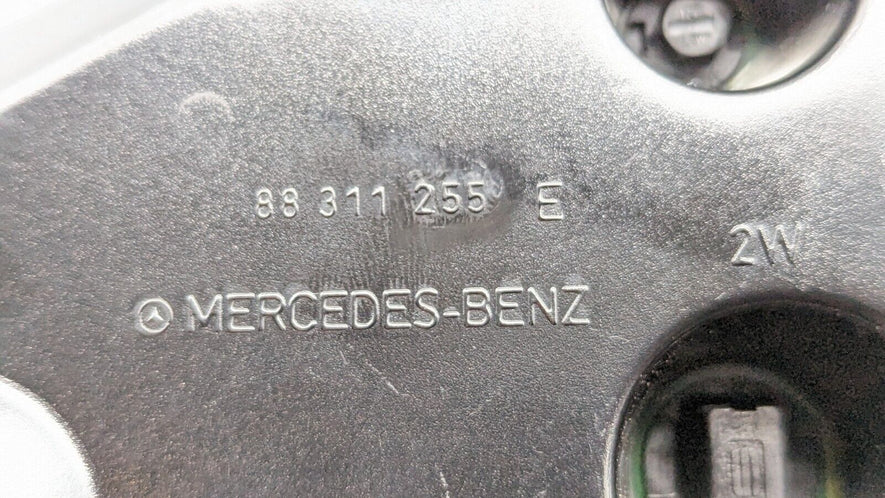 88 311 255 E
2W
MERCEDES-BENZ